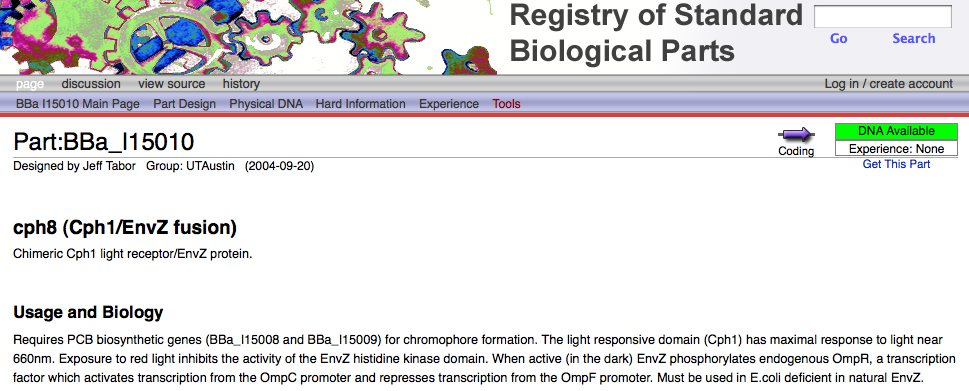 Registry of Standard
Biological Parts
Go Search
page discussion view source history Log in / create account
BBa I15010 Main Page Part Design Physical DNA Hard Information Experience Tools
Part:BBa_I15010
Coding
DNA Available
Experience: None
Get This Part
Designed by Jeff Tabor Group: UTAustin (2004-09-20)
cph8 (Cph1/EnvZ fusion)
Chimeric Cph1 light receptor/EnvZ protein.
Usage and Biology
Requires PCB biosynthetic genes (BBa_I15008 and BBa_I15009) for chromophore formation. The light responsive domain (Cph1) has maximal response to light near
660nm. Exposure to red light inhibits the activity of the EnvZ histidine kinase domain. When active (in the dark) EnvZ phosphorylates endogenous OmpR, a transcription
factor which activates transcription from the OmpC promoter and represses transcription from the OmpF promoter. Must be used in E.coli deficient in natural EnvZ.